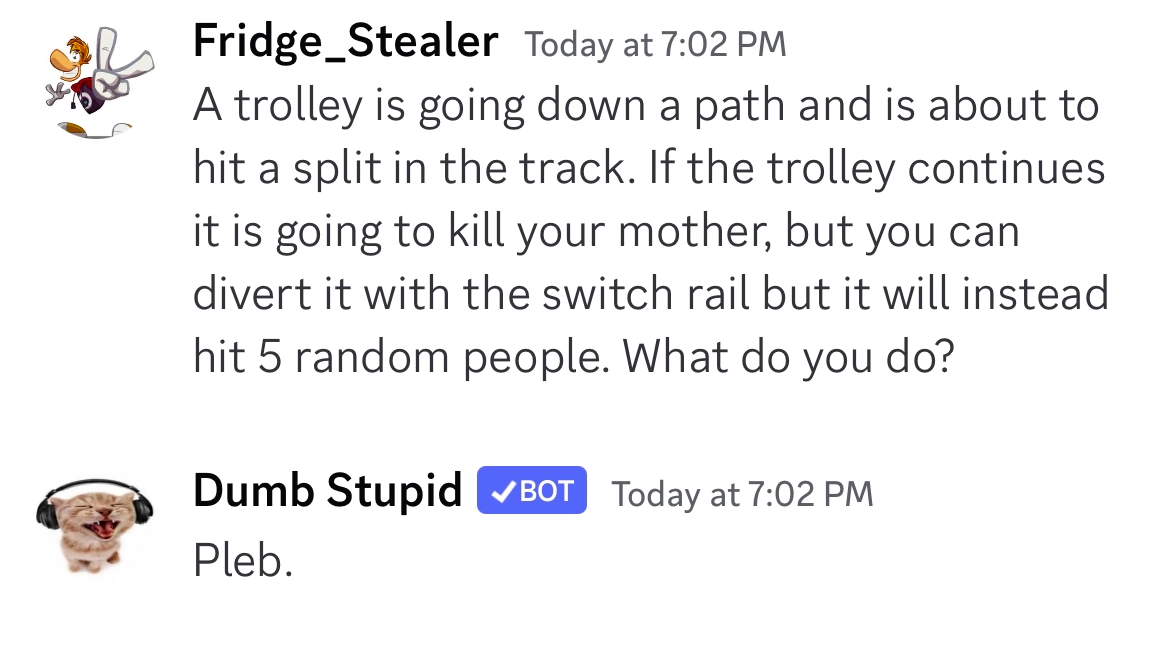 Fridge_Stealer Today at 7:02 PM
A trolley is going down a path and is about to
hit a split in the track. If the trolley continues
it is going to kill your mother, but you can
divert it with the switch rail but it will instead
hit 5 random people. What do you do?
Dumb Stupid ✓BOT Today at 7:02 PM
Pleb.